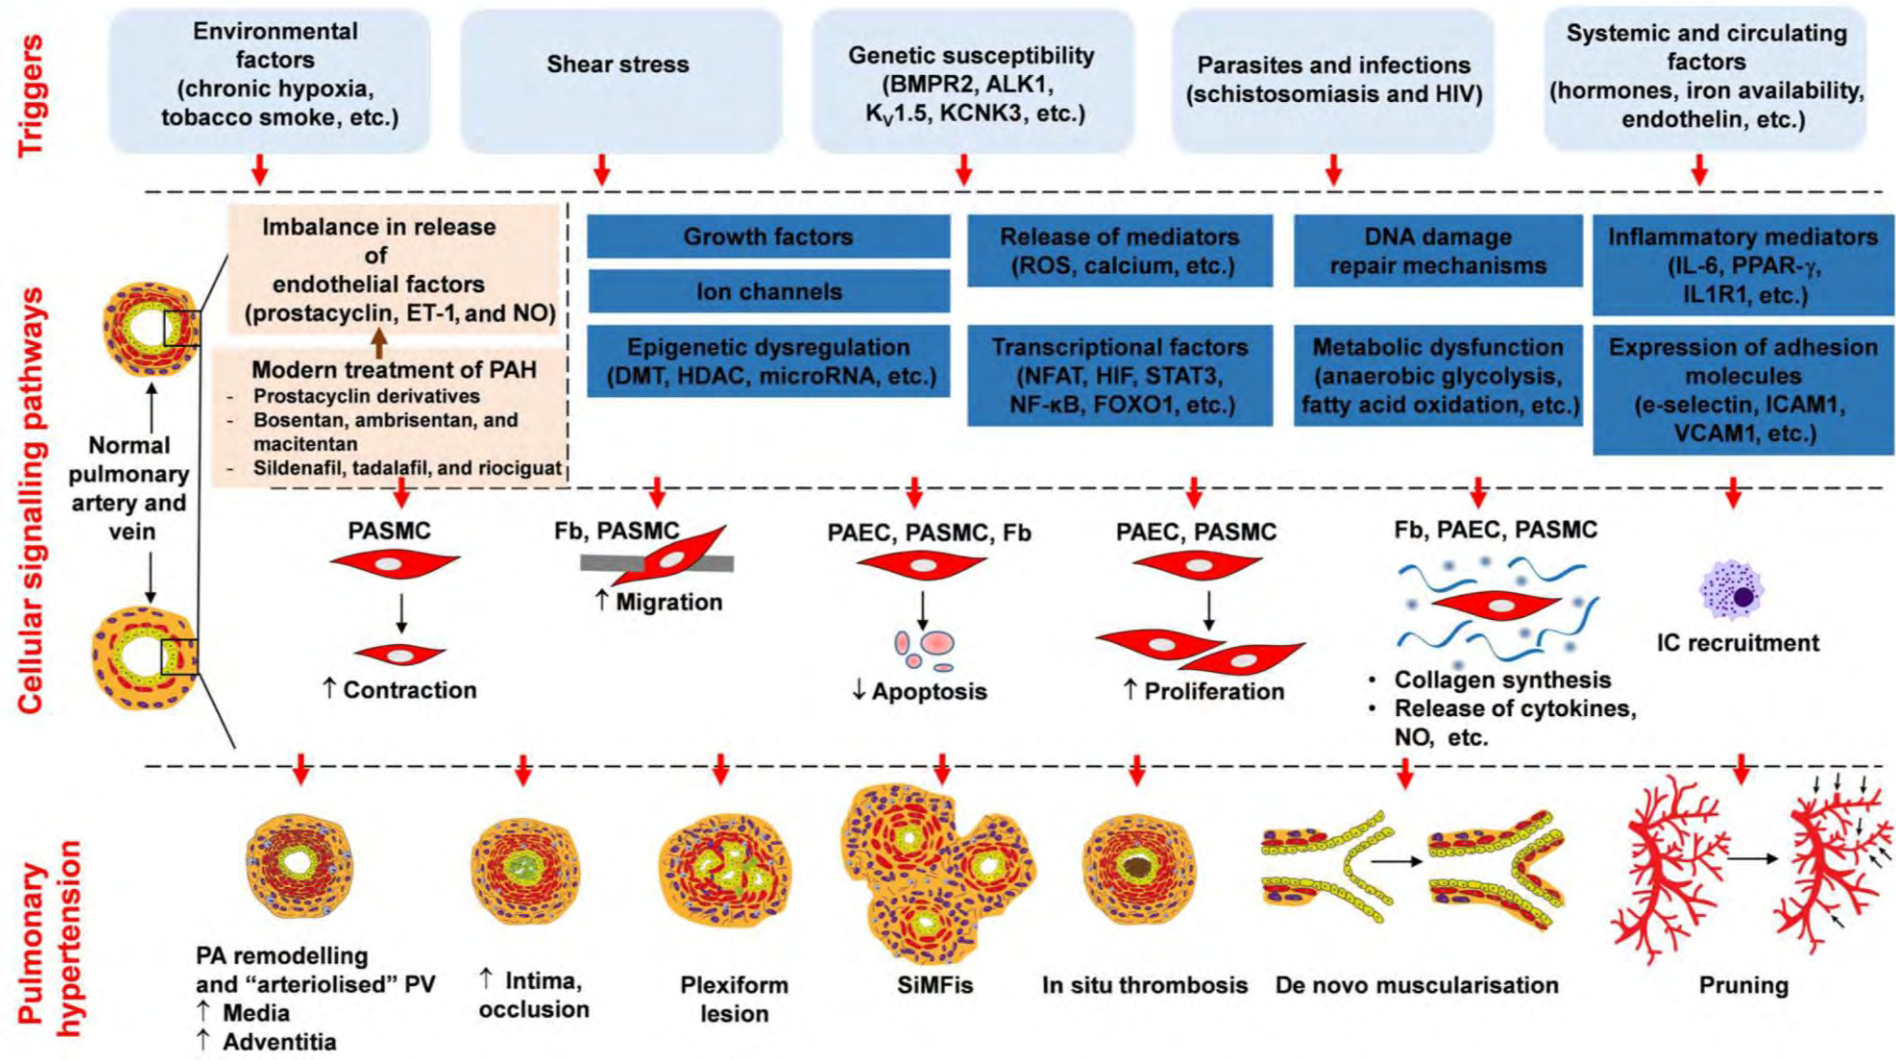 Triggers
Environmental
factors
(chronic hypoxia,
tobacco smoke, etc.)
Shear stress
Genetic susceptibility
(BMPR2, ALK1,
KV1.5, KCNK3, etc.)
Parasites and infections
(schistosomiasis and HIV)
Systemic and circulating
factors
(hormones, iron availability,
endothelin, etc.)
Cellular signalling pathways
Normal
pulmonary
artery and
vein
Imbalance in release
of
endothelial factors
(prostacyclin, ET-1, and NO)
Modern treatment of PAH
- Prostacyclin derivatives
- Bosentan, ambrisentan, and
macitentan
- Sildenafil, tadalafil, and riociguat
Growth factors
Ion channels
Epigenetic dysregulation
(DMT, HDAC, microRNA, etc.)
Release of mediators
(ROS, calcium, etc.)
Transcriptional factors
(NFAT, HIF, STAT3,
NF-κB, FOXO1, etc.)
DNA damage
repair mechanisms
Metabolic dysfunction
(anaerobic glycolysis,
fatty acid oxidation, etc.)
Inflammatory mediators
(IL-6, PPAR-γ,
IL1R1, etc.)
Expression of adhesion
molecules
(e-selectin, ICAM1,
VCAM1, etc.)
PASMC
↑ Contraction
Fb, PASMC
↑ Migration
PAEC, PASMC, Fb
↓ Apoptosis
PAEC, PASMC
↑ Proliferation
Fb, PAEC, PASMC
• Collagen synthesis
• Release of cytokines,
NO, etc.
IC recruitment
Pulmonary
hypertension
PA remodelling
and “arteriolised” PV
↑ Media
↑ Adventitia
↑ Intima,
occlusion
Plexiform
lesion
SiMFis
In situ thrombosis
De novo muscularisation
Pruning